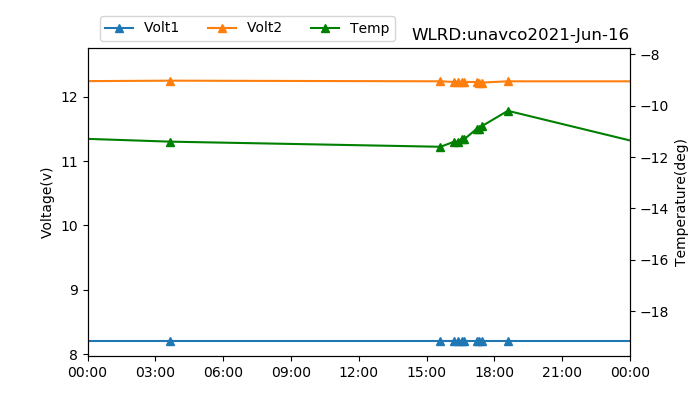 Volt1 Volt2 Temp
WLRD:unavco2021-Jun-16
Voltage(v)
12
11
10
9
8
−8
−10
−12
−14
−16
−18
Temperature(deg)
00:00 03:00 06:00 09:00 12:00 15:00 18:00 21:00 00:00